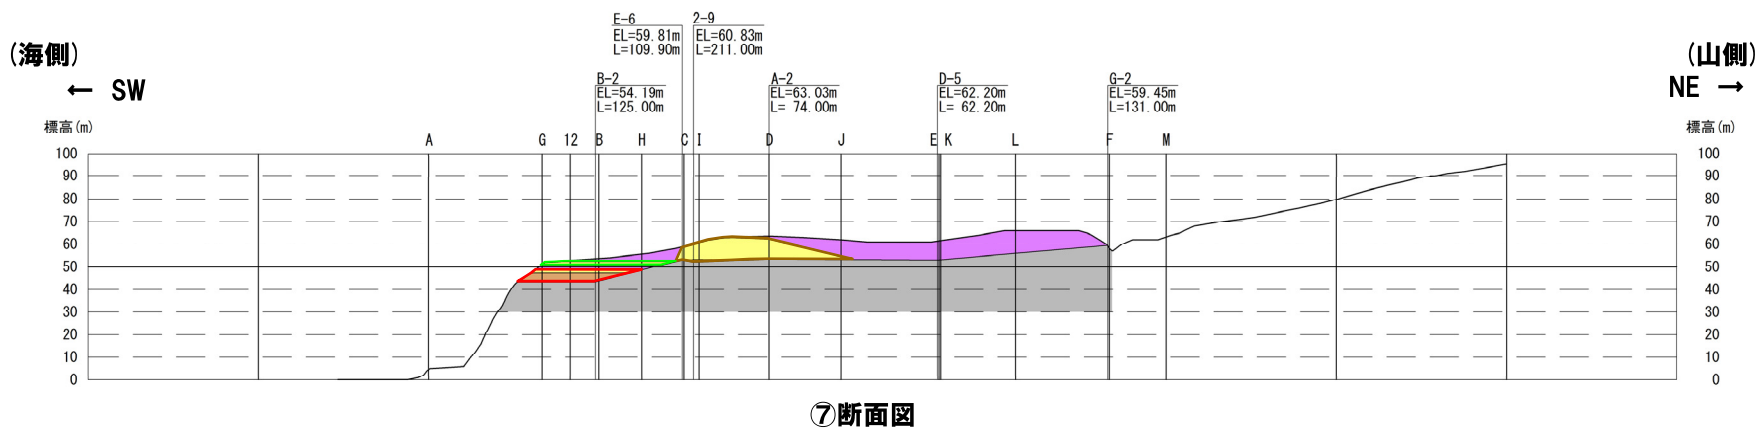 E-6
EL=59.81m
L=109.90m
2-9
EL=60.83m
L=211.00m
(海側)
← SW
(山側)
NE →
B-2
EL=54.19m
L=125.00m
A-2
EL=63.03m
L= 74.00m
D-5
EL=62.20m
L= 62.20m
G-2
EL=59.45m
L=131.00m
標高(m)
標高(m)
A G 12 B H C I D J E K L F M
100 100
90 90
80 80
70 70
60 60
50 50
40 40
30 30
20 20
10 10
0 0
⑦断面図